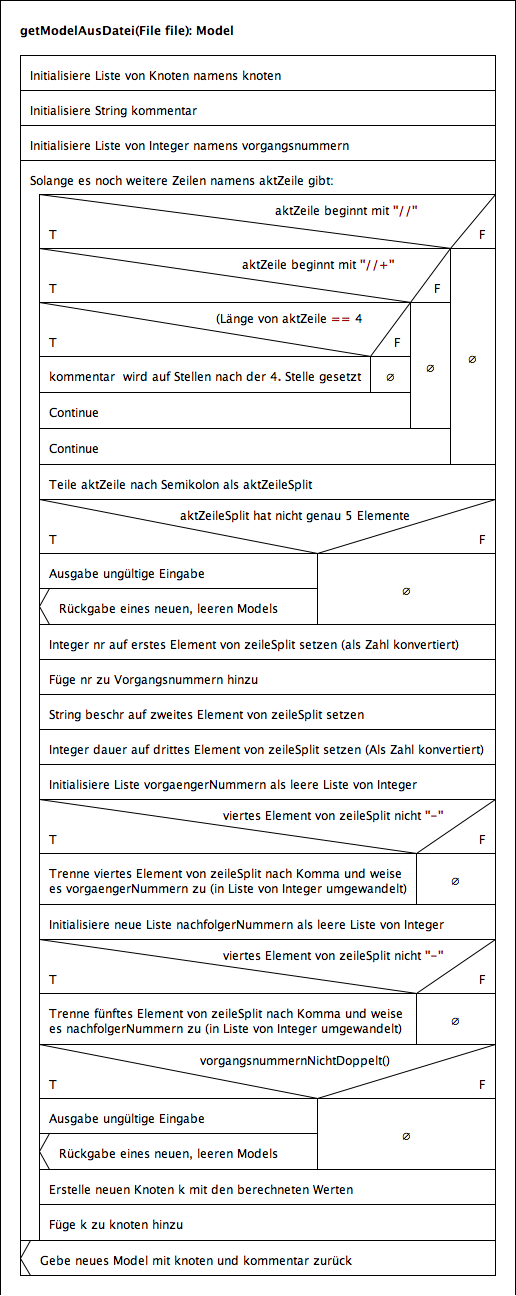 getModelAusDatei(File file): Model
Initialisiere Liste von Knoten namens knoten
Initialisiere String kommentar
Initialisiere Liste von Integer namens vorgangsnummern
Solange es noch weitere Zeilen namens aktZeile gibt:
aktZeile beginnt mit "//"
T F
aktZeile beginnt mit "//+"
T F
(Länge von aktZeile == 4
T F
kommentar wird auf Stellen nach der 4. Stelle gesetzt ∅ ∅ ∅
Continue
Continue
Teile aktZeile nach Semikolon als aktZeileSplit
aktZeileSplit hat nicht genau 5 Elemente
T F
Ausgabe ungültige Eingabe ∅
Rückgabe eines neuen, leeren Models
Integer nr auf erstes Element von zeileSplit setzen (als Zahl konvertiert)
Füge nr zu Vorgangsnummern hinzu
String beschr auf zweites Element von zeileSplit setzen
Integer dauer auf drittes Element von zeileSplit setzen (Als Zahl konvertiert)
Initialisiere Liste vorgaengerNummern als leere Liste von Integer
viertes Element von zeileSplit nicht "-"
T F
Trenne viertes Element von zeileSplit nach Komma und weise
es vorgaengerNummern zu (in Liste von Integer umgewandelt) ∅
Initialisiere neue Liste nachfolgerNummern als leere Liste von Integer
viertes Element von zeileSplit nicht "-"
T F
Trenne fünftes Element von zeileSplit nach Komma und weise
es nachfolgerNummern zu (in Liste von Integer umgewandelt) ∅
vorgangsnummernNichtDoppelt()
T F
Ausgabe ungültige Eingabe ∅
Rückgabe eines neuen, leeren Models
Erstelle neuen Knoten k mit den berechneten Werten
Füge k zu knoten hinzu
Gebe neues Model mit knoten und kommentar zurück